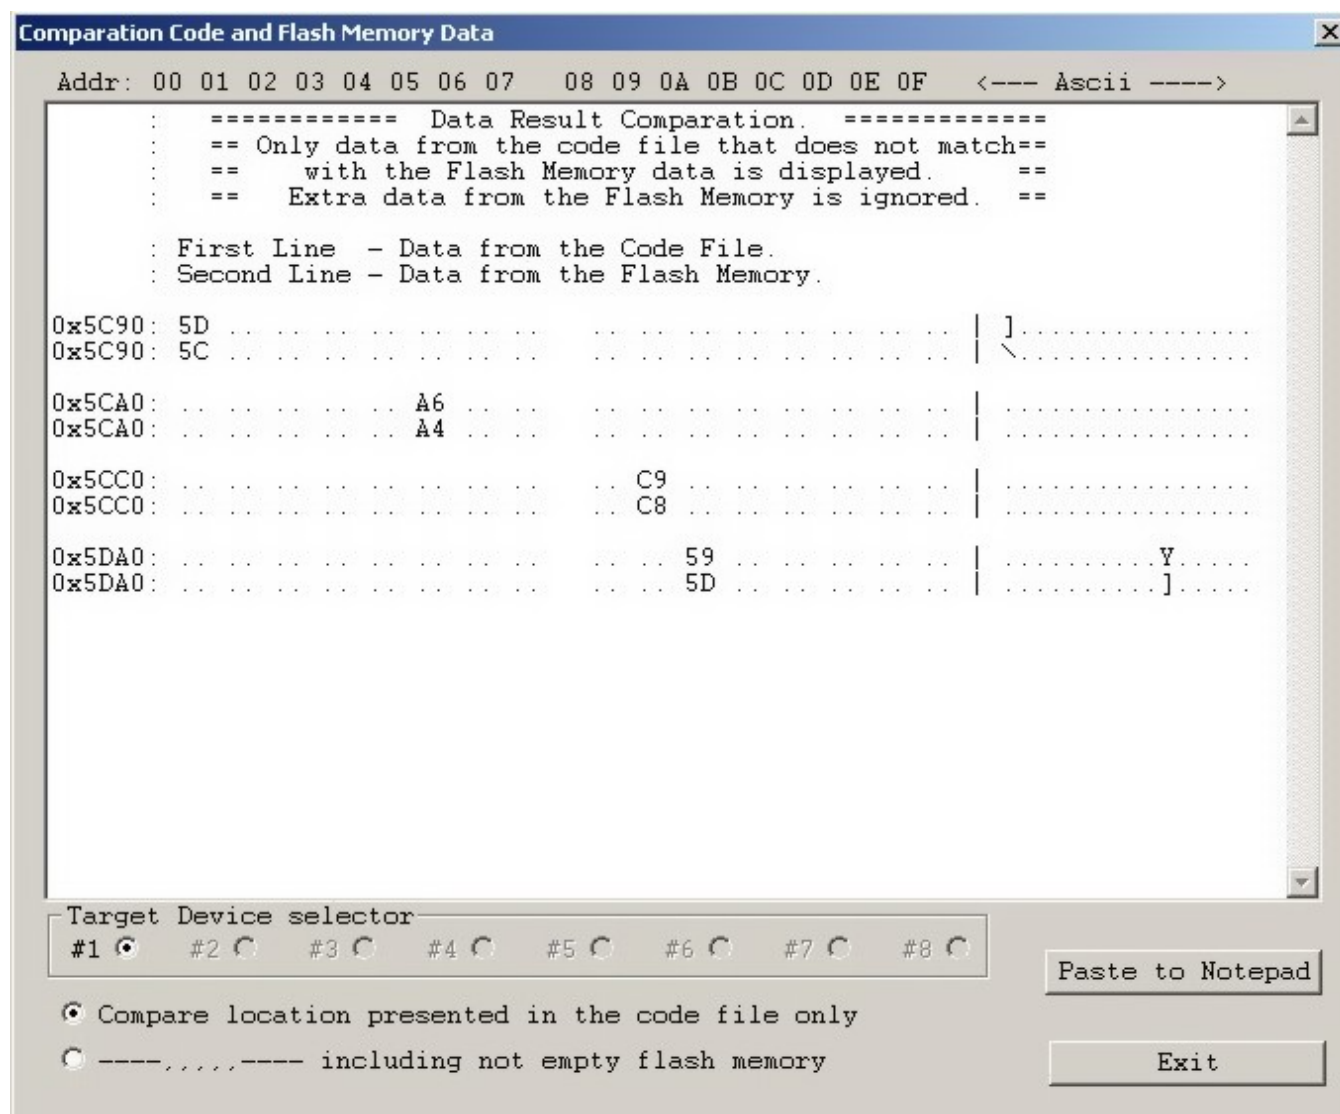 Comparation Code and Flash Memory Data
Addr: 00 01 02 03 04 05 06 07 08 09 0A 0B 0C 0D 0E 0F <--- Ascii ---->
: ============ Data Result Comparation. =============
: == Only data from the code file that does not match==
: == with the Flash Memory data is displayed. ==
: == Extra data from the Flash Memory is ignored. ==
: First Line - Data from the Code File.
: Second Line - Data from the Flash Memory.
0x5C90: 5D .. .. .. .. .. .. .. .. .. .. .. .. .. .. .. | ]...............
0x5C90: 5C .. .. .. .. .. .. .. .. .. .. .. .. .. .. .. | \...............
0x5CA0: .. .. .. .. .. A6 .. .. .. .. .. .. .. .. .. .. | ................
0x5CA0: .. .. .. .. .. A4 .. .. .. .. .. .. .. .. .. .. | ................
0x5CC0: .. .. .. .. .. .. .. .. .. C9 .. .. .. .. .. .. | ................
0x5CC0: .. .. .. .. .. .. .. .. .. C8 .. .. .. .. .. .. | ................
0x5DA0: .. .. .. .. .. .. .. .. .. .. 59 .. .. .. .. .. | ..........Y.....
0x5DA0: .. .. .. .. .. .. .. .. .. .. 5D .. .. .. .. .. | ..........].....
Target Device selector
#1 #2 #3 #4 #5 #6 #7 #8
Paste to Notepad
Compare location presented in the code file only
----,,,,,---- including not empty flash memory
Exit